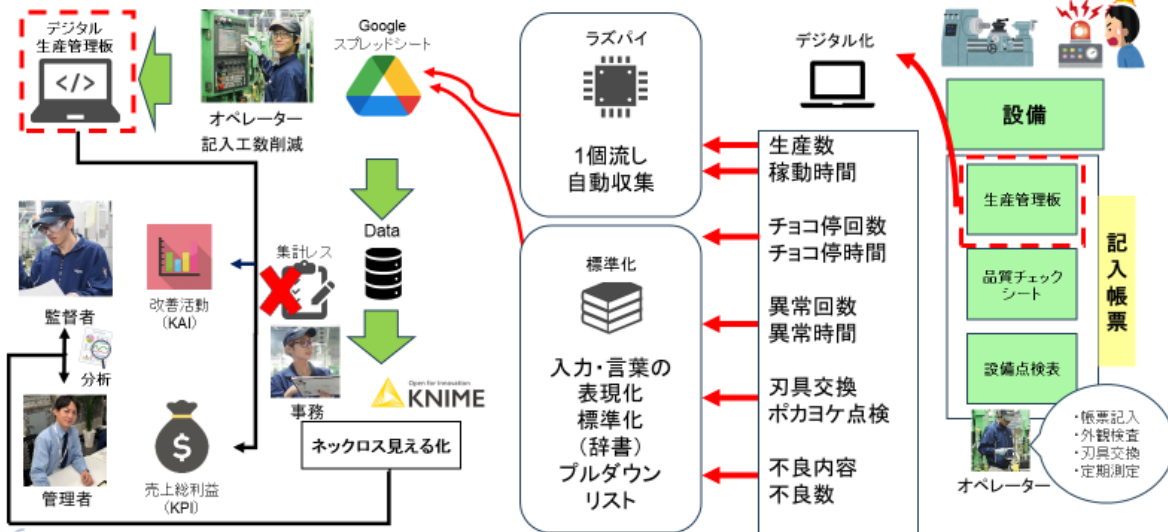 デジタル
生産管理板
</>
オペレーター
記入工数削減
Google
スプレッドシート
Data
集計レス
事務
Open for Innovation
KNIME
ネックロス見える化
監督者
分析
管理者
改善活動
(KAI)
$
売上総利益
(KPI)
ラズパイ
1個流し
自動収集
標準化
入力・言葉の
表現化
標準化
(辞書)
プルダウン
リスト
デジタル化
生産数
稼動時間
チョコ停回数
チョコ停時間
異常回数
異常時間
刃具交換
ポカヨケ点検
不良内容
不良数
設備
生産管理板
品質チェック
シート
設備点検表
記入帳票
オペレーター
・帳票記入
・外観検査
・刃具交換
・定期測定